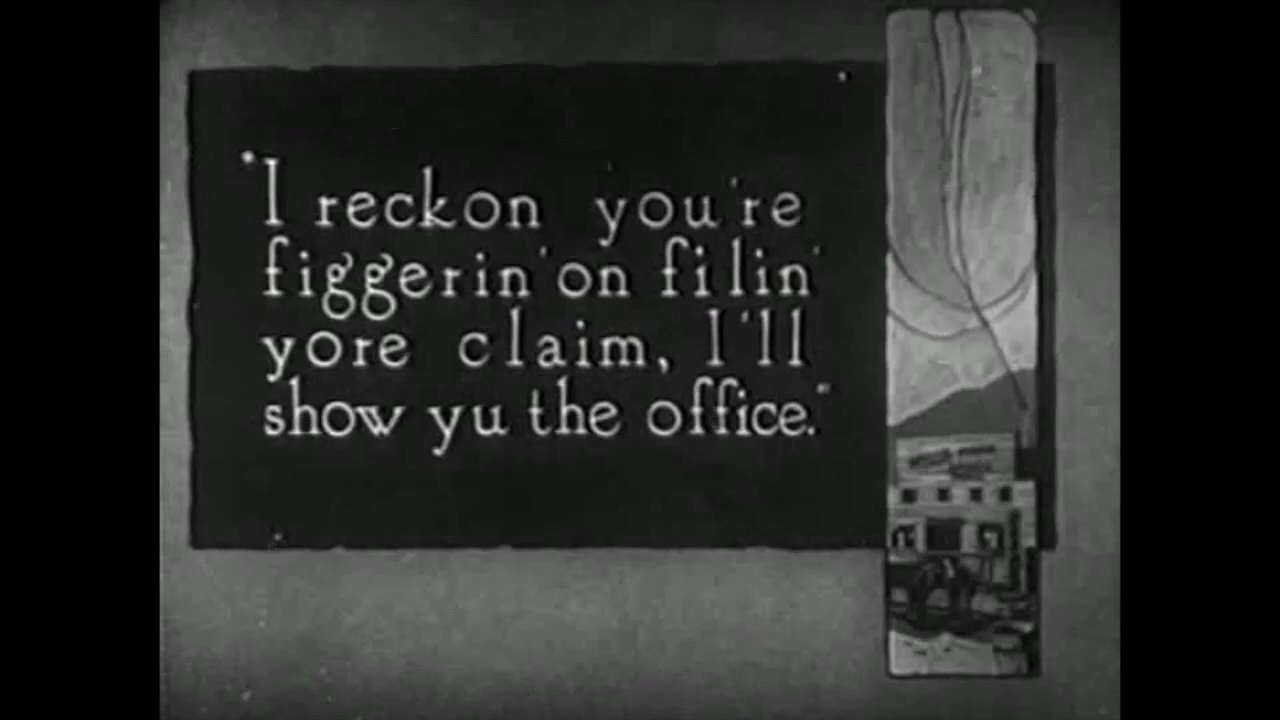 "I reckon you're
figgerin' on filin'
yore claim, I'll
show yu the office."